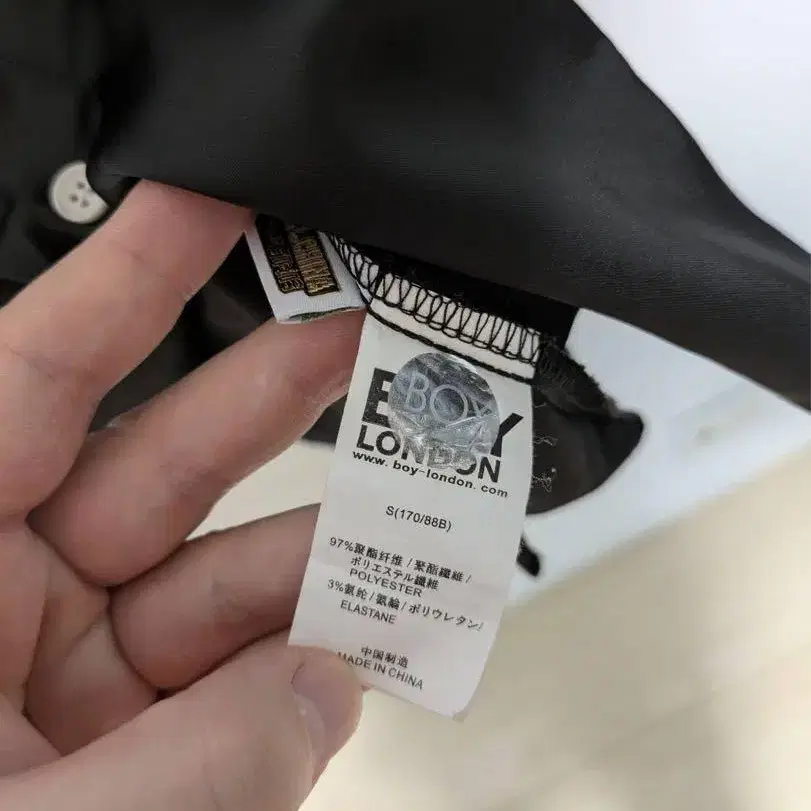 BOY
BOY
LONDON
www.boy-london.com
S(170/88B)
97%聚酯纤维/聚酯纖維/
ポリエステル繊維
POLYESTER
3%氨纶/氨綸/ポリウレタン/
ELASTANE
中国制造
MADE IN CHINA